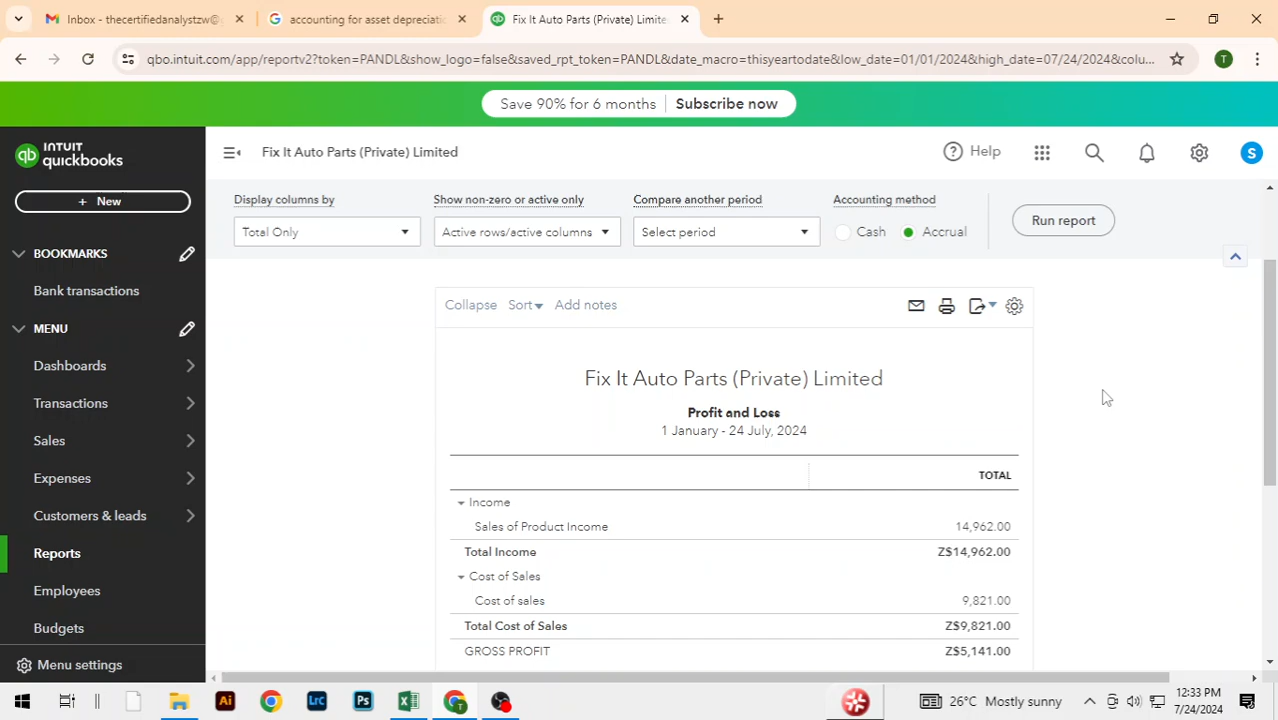 Inbox - thecertifiedanalystzw@
accounting for asset depreciati
Fix It Auto Parts (Private) Limite
qbo.intuit.com/app/reportv2?token=PANDL&show_logo=false&sved_rpt_token=PANDL&date_macro=thisyeartodate&low_date=01/01/2024&high_date=07/24/2024&colu...
T
Save 90% for 6 months Subscribe now
qb INTUIT quickbooks
Fix It Auto Parts (Private) Limited
Help
S
+ New
BOOKMARKS
Bank transactions
MENU
Dashboards
Transactions
Sales
Expenses
Customers & leads
Reports
Employees
Budgets
Menu settings
Display columns by
Total Only
Show non-zero or active only
Active rows/active columns
Compare another period
Select period
Accounting method
Cash
Accrual
Run report
Collapse Sort Add notes
Fix It Auto Parts (Private) Limited
Profit and Loss
1 January - 24 July, 2024
TOTAL
Income
Sales of Product Income 14,962.00
Total Income Z$14,962.00
Cost of Sales
Cost of sales 9,821.00
Total Cost of Sales Z$9,821.00
GROSS PROFIT Z$5,141.00
Ai
Lrc
Ps
T
26°C Mostly sunny
12:33 PM
7/24/2024